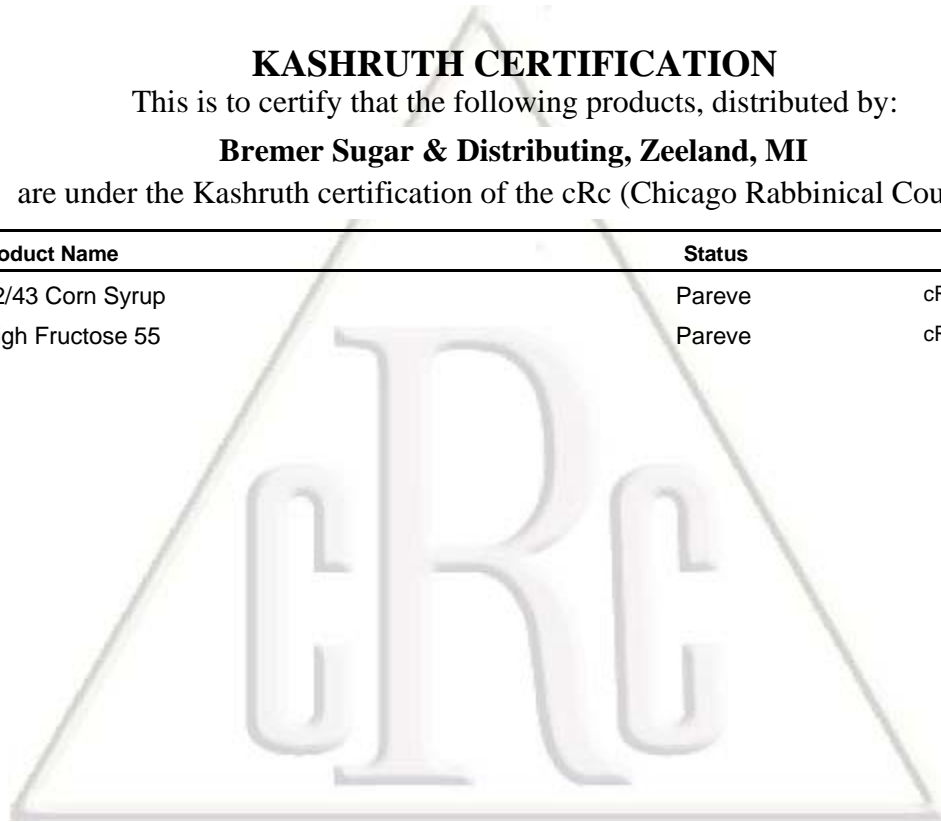 KASHRUTH CERTIFICATION
This is to certify that the following products, distributed by:
Bremer Sugar & Distributing, Zeeland, MI
are under the Kashruth certification of the cRc (Chicago Rabbinical Cou
oduct Name Status
2/43 Corn Syrup Pareve cR
gh Fructose 55 Pareve cR
cRc